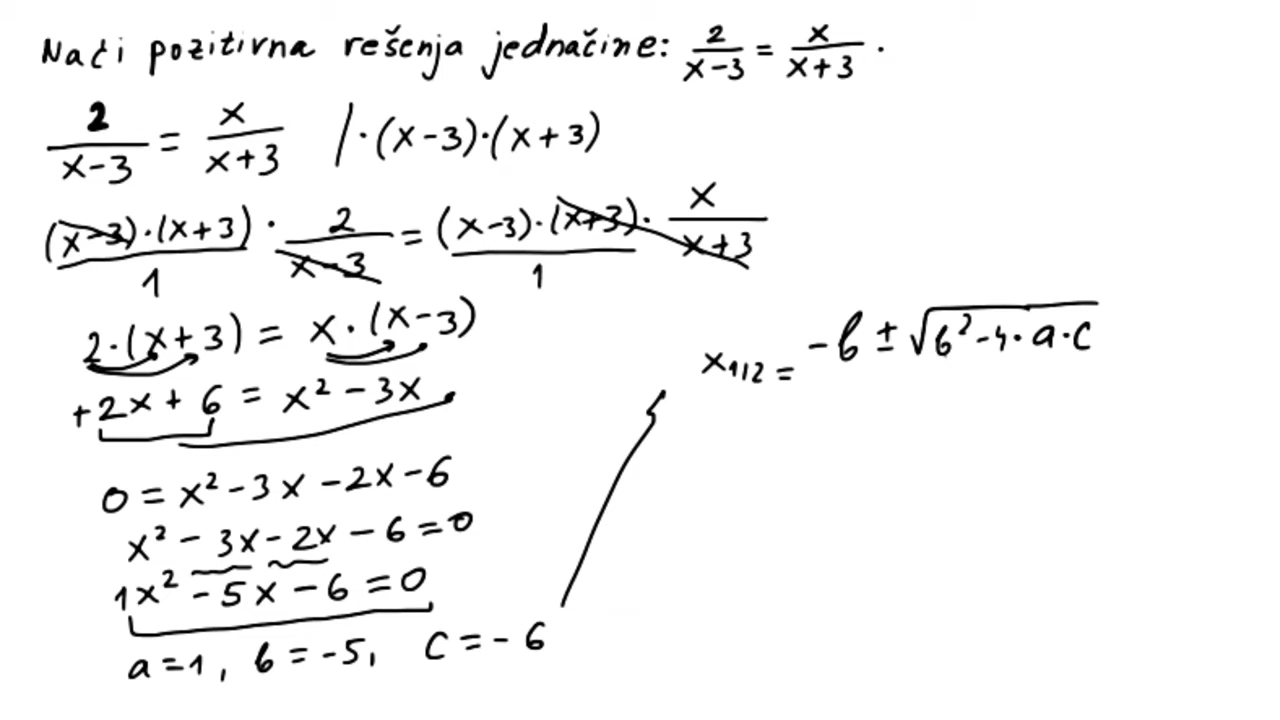 Naći pozitivna rešenja jednačine: 2/(x-3) = x/(x+3) .
2/(x-3) = x/(x+3) /·(x-3)·(x+3)
(x-3)·(x+3)/1 · 2/(x-3) = (x-3)·(x+3)/1 · x/(x+3)
2·(x+3) = x·(x-3)
+2x + 6 = x² - 3x
0 = x² - 3x - 2x - 6
x² - 3x - 2x - 6 = 0
1x² - 5x - 6 = 0
a = 1, b = -5, c = -6
x₁/₂ = -b ± √(b² - 4·a·c)